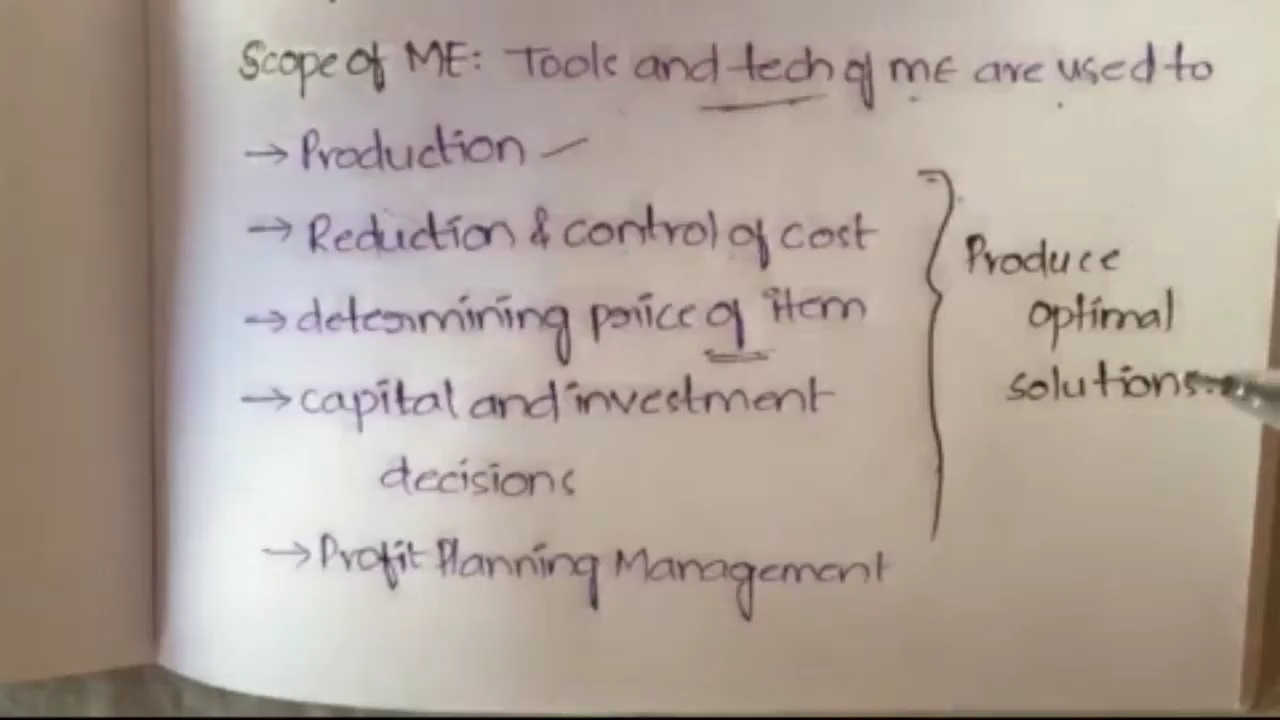 Scope of ME: Tools and tech of ME are used to
→ Production
→ Reduction & control of cost
→ determining price of item
→ capital and investment
decisions
→ Profit Planning Management
Produce
optimal
solutions.